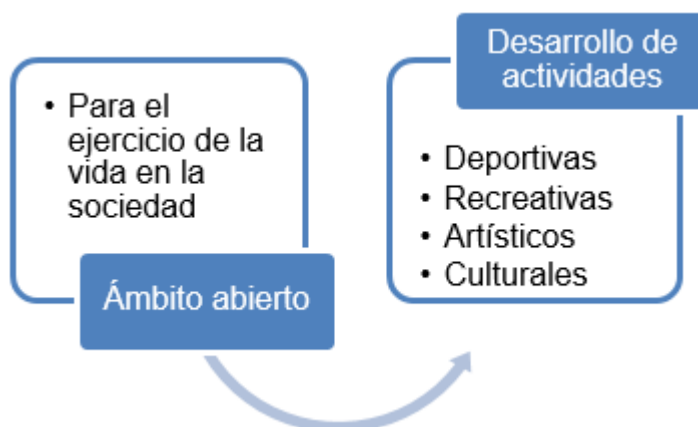 • Para el
ejercicio de la
vida en la
sociedad
Ámbito abierto
Desarrollo de
actividades
• Deportivas
• Recreativas
• Artísticos
• Culturales